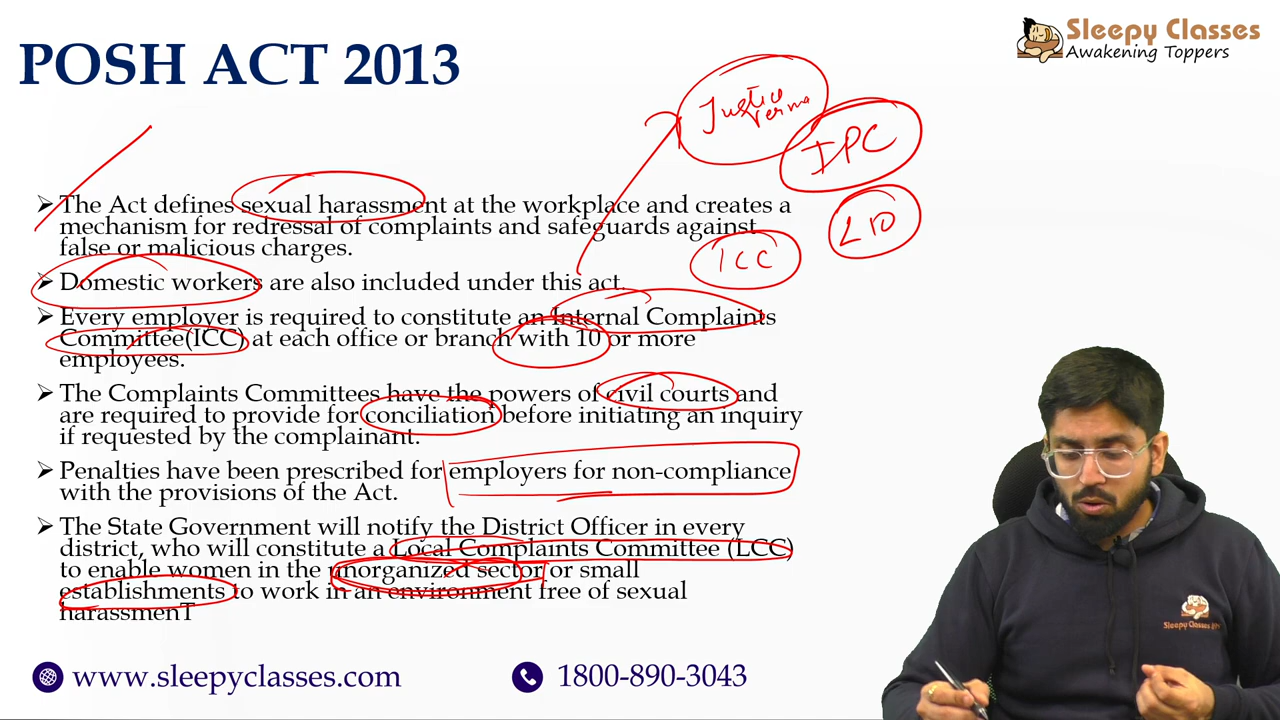 Sleepy Classes
Awakening Toppers
POSH ACT 2013
Justice
Verma
IPC
ICC
The Act defines sexual harassment at the workplace and creates a
mechanism for redressal of complaints and safeguards against
false or malicious charges.
Domestic workers are also included under this act.
Every employer is required to constitute an Internal Complaints
Committee(ICC) at each office or branch with 10 or more
employees.
The Complaints Committees have the powers of civil courts and
are required to provide for conciliation before initiating an inquiry
if requested by the complainant.
Penalties have been prescribed for employers for non-compliance
with the provisions of the Act.
The State Government will notify the District Officer in every
district, who will constitute a Local Complaints Committee (LCC)
to enable women in the unorganized sector or small
establishments to work in an environment free of sexual
harassmenT
www.sleepyclasses.com
1800-890-3043